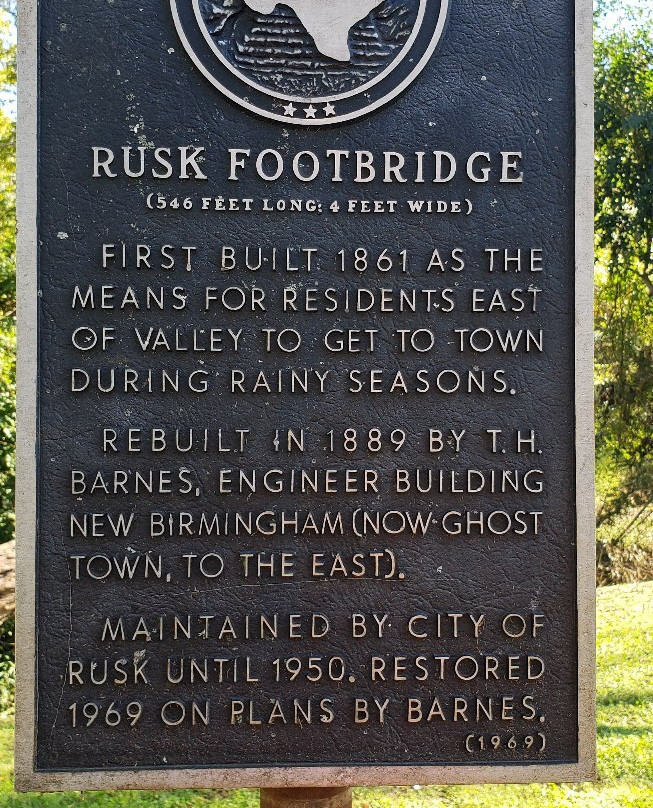 RUSK FOOTBRIDGE
(546 FEET LONG; 4 FEET WIDE)
FIRST BUILT 1861 AS THE
MEANS FOR RESIDENTS EAST
OF VALLEY TO GET TO TOWN
DURING RAINY SEASONS.
REBUILT IN 1889 BY T.H.
BARNES, ENGINEER BUILDING
NEW BIRMINGHAM (NOW GHOST
TOWN, TO THE EAST).
MAINTAINED BY CITY OF
RUSK UNTIL 1950. RESTORED
1969 ON PLANS BY BARNES.
(1969)